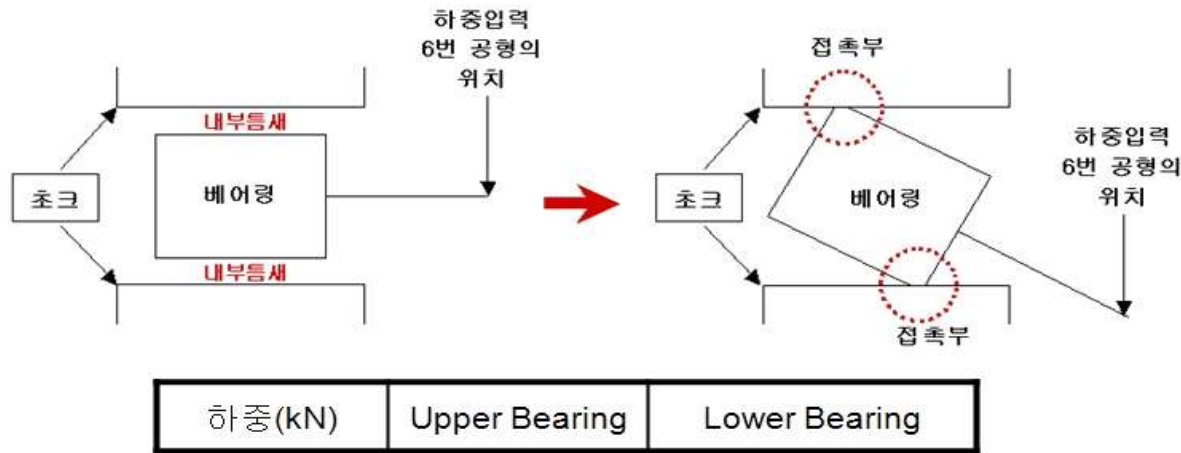 하중입력
6번 공형의
위치
내부틈새
초크
베어링
내부틈새
접촉부
하중입력
6번 공형의
위치
초크
베어링
접촉부
하중(kN) Upper Bearing Lower Bearing